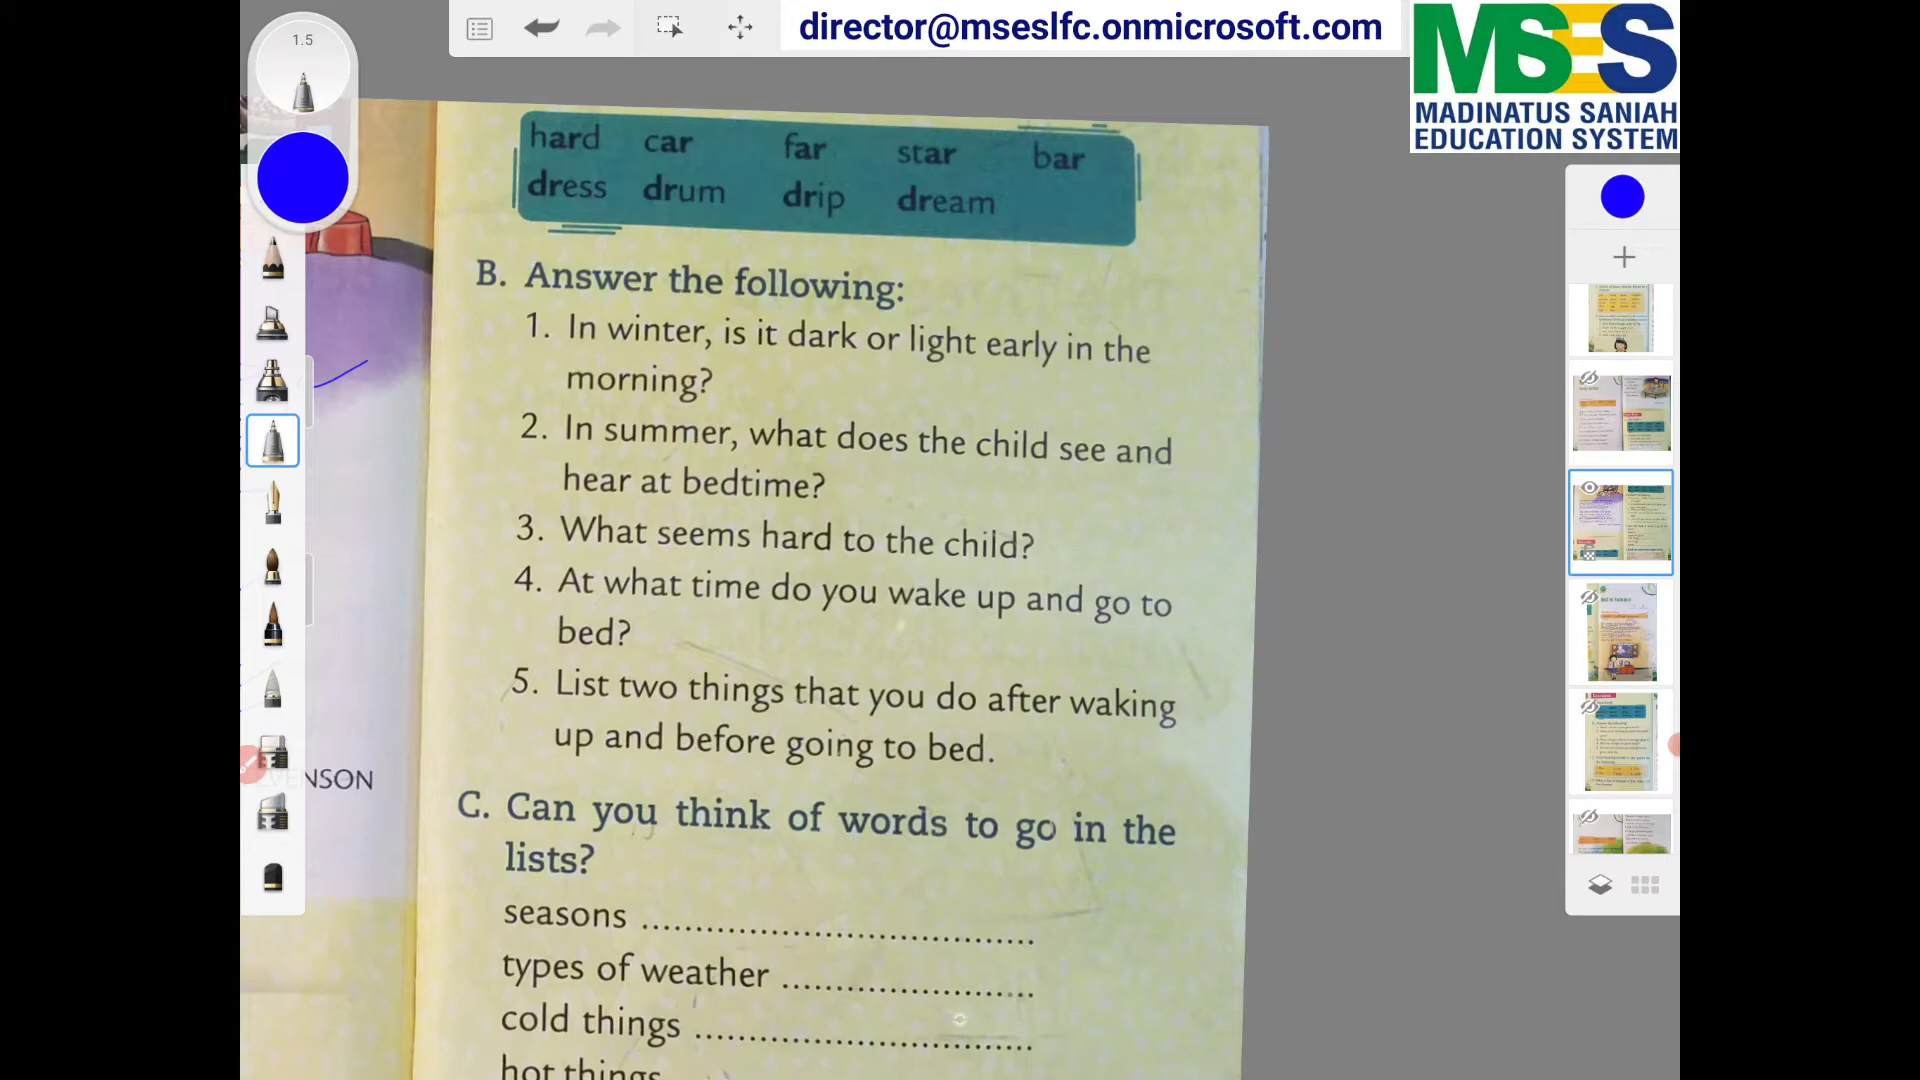 1.5
director@mseslfc.onmicrosoft.com
MSES
MADINATUS SANIAH
EDUCATION SYSTEM
hard car far star bar
dress drum drip dream
B. Answer the following:
1. In winter, is it dark or light early in the
morning?
2. In summer, what does the child see and
hear at bedtime?
3. What seems hard to the child?
4. At what time do you wake up and go to
bed?
5. List two things that you do after waking
up and before going to bed.
NSON
C. Can you think of words to go in the
lists?
seasons ....................................
types of weather .......................
cold things ...............................
hot things